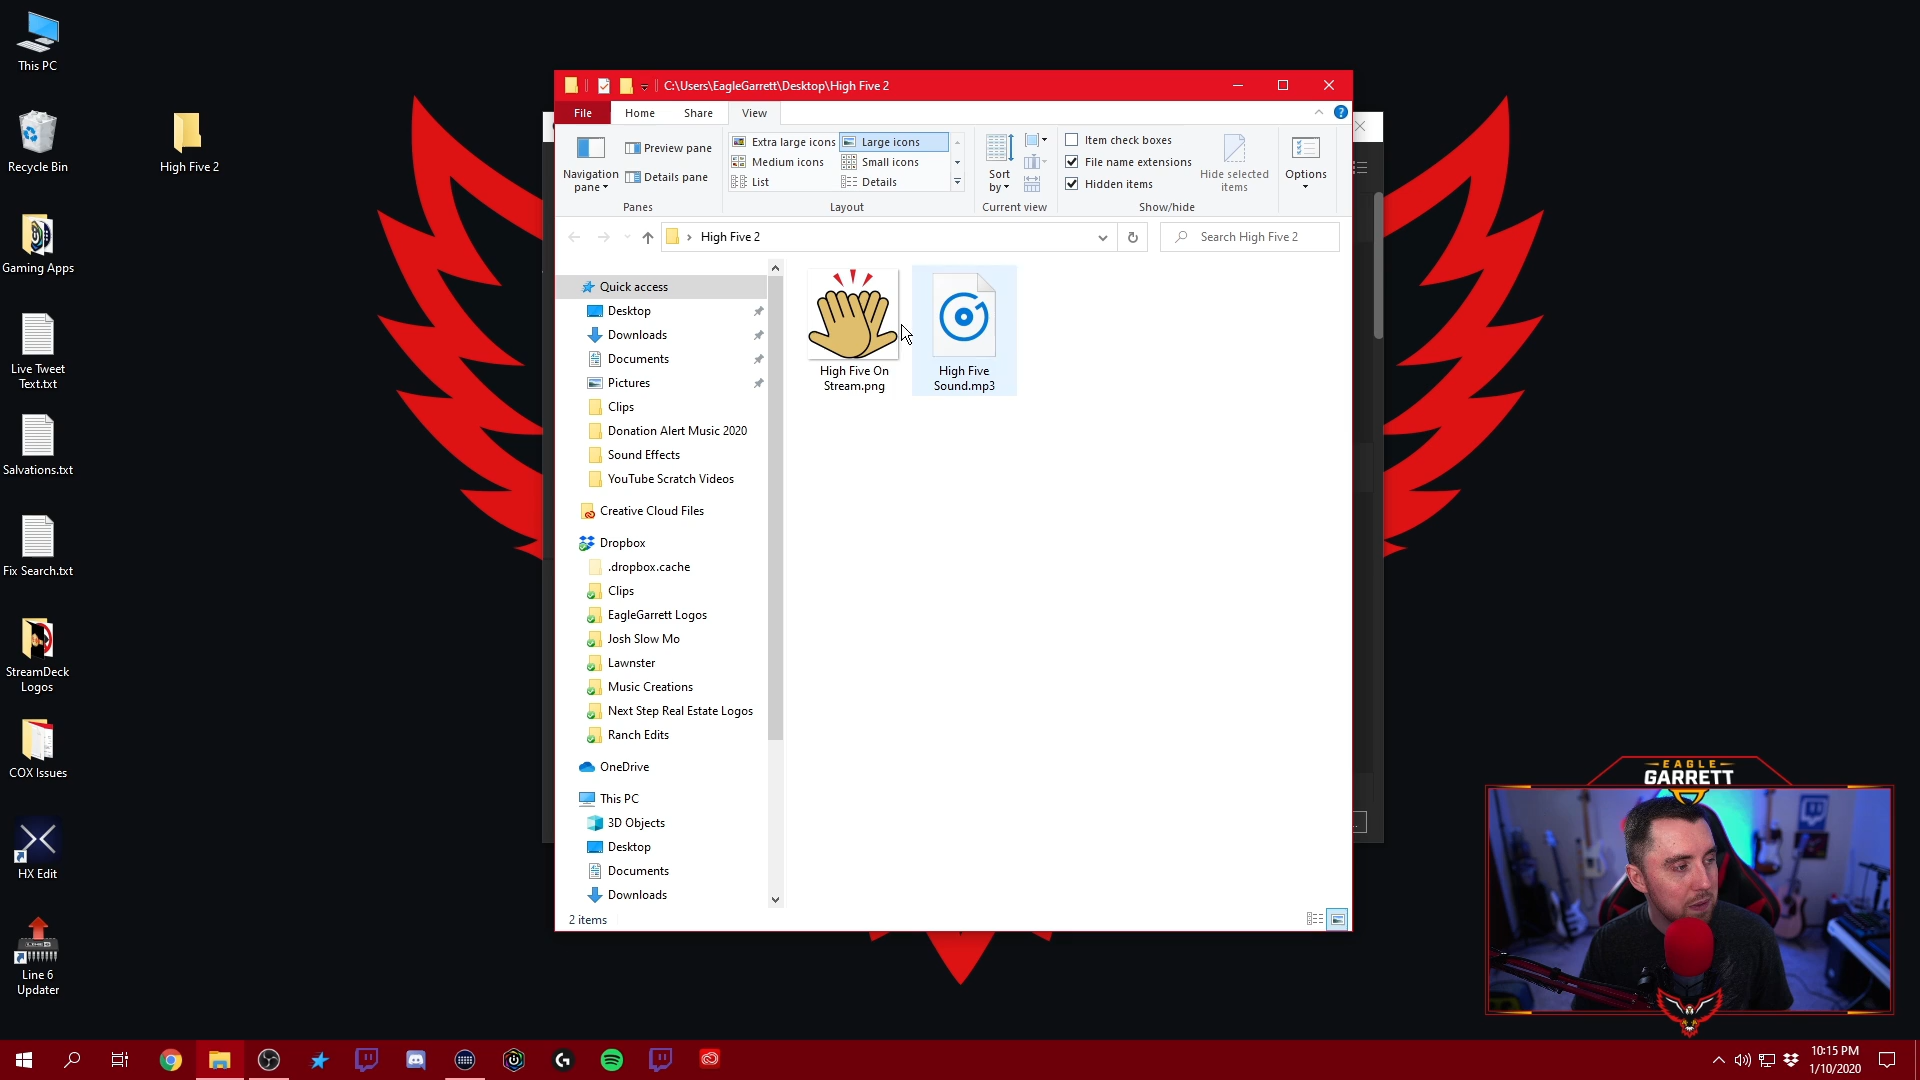 This PC
Recycle Bin
High Five 2
Gaming Apps
Live Tweet
Text.txt
Salvations.txt
Fix Search.txt
StreamDeck
Logos
COX Issues
HX Edit
Line 6
Updater
C:\Users\EagleGarrett\Desktop\High Five 2
File
Home
Share
View
Navigation
pane
Preview pane
Details pane
Panes
Extra large icons
Large icons
Medium icons
Small icons
List
Details
Layout
Sort
by
Current view
Item check boxes
File name extensions
Hidden items
Hide selected
items
Show/hide
Options
High Five 2
Search High Five 2
Quick access
Desktop
Downloads
Documents
Pictures
Clips
Donation Alert Music 2020
Sound Effects
YouTube Scratch Videos
Creative Cloud Files
Dropbox
.dropbox.cache
Clips
EagleGarrett Logos
Josh Slow Mo
Lawnster
Music Creations
Next Step Real Estate Logos
Ranch Edits
OneDrive
This PC
3D Objects
Desktop
Documents
Downloads
High Five On
Stream.png
High Five
Sound.mp3
2 items
EAGLE
GARRETT
10:15 PM
1/10/2020